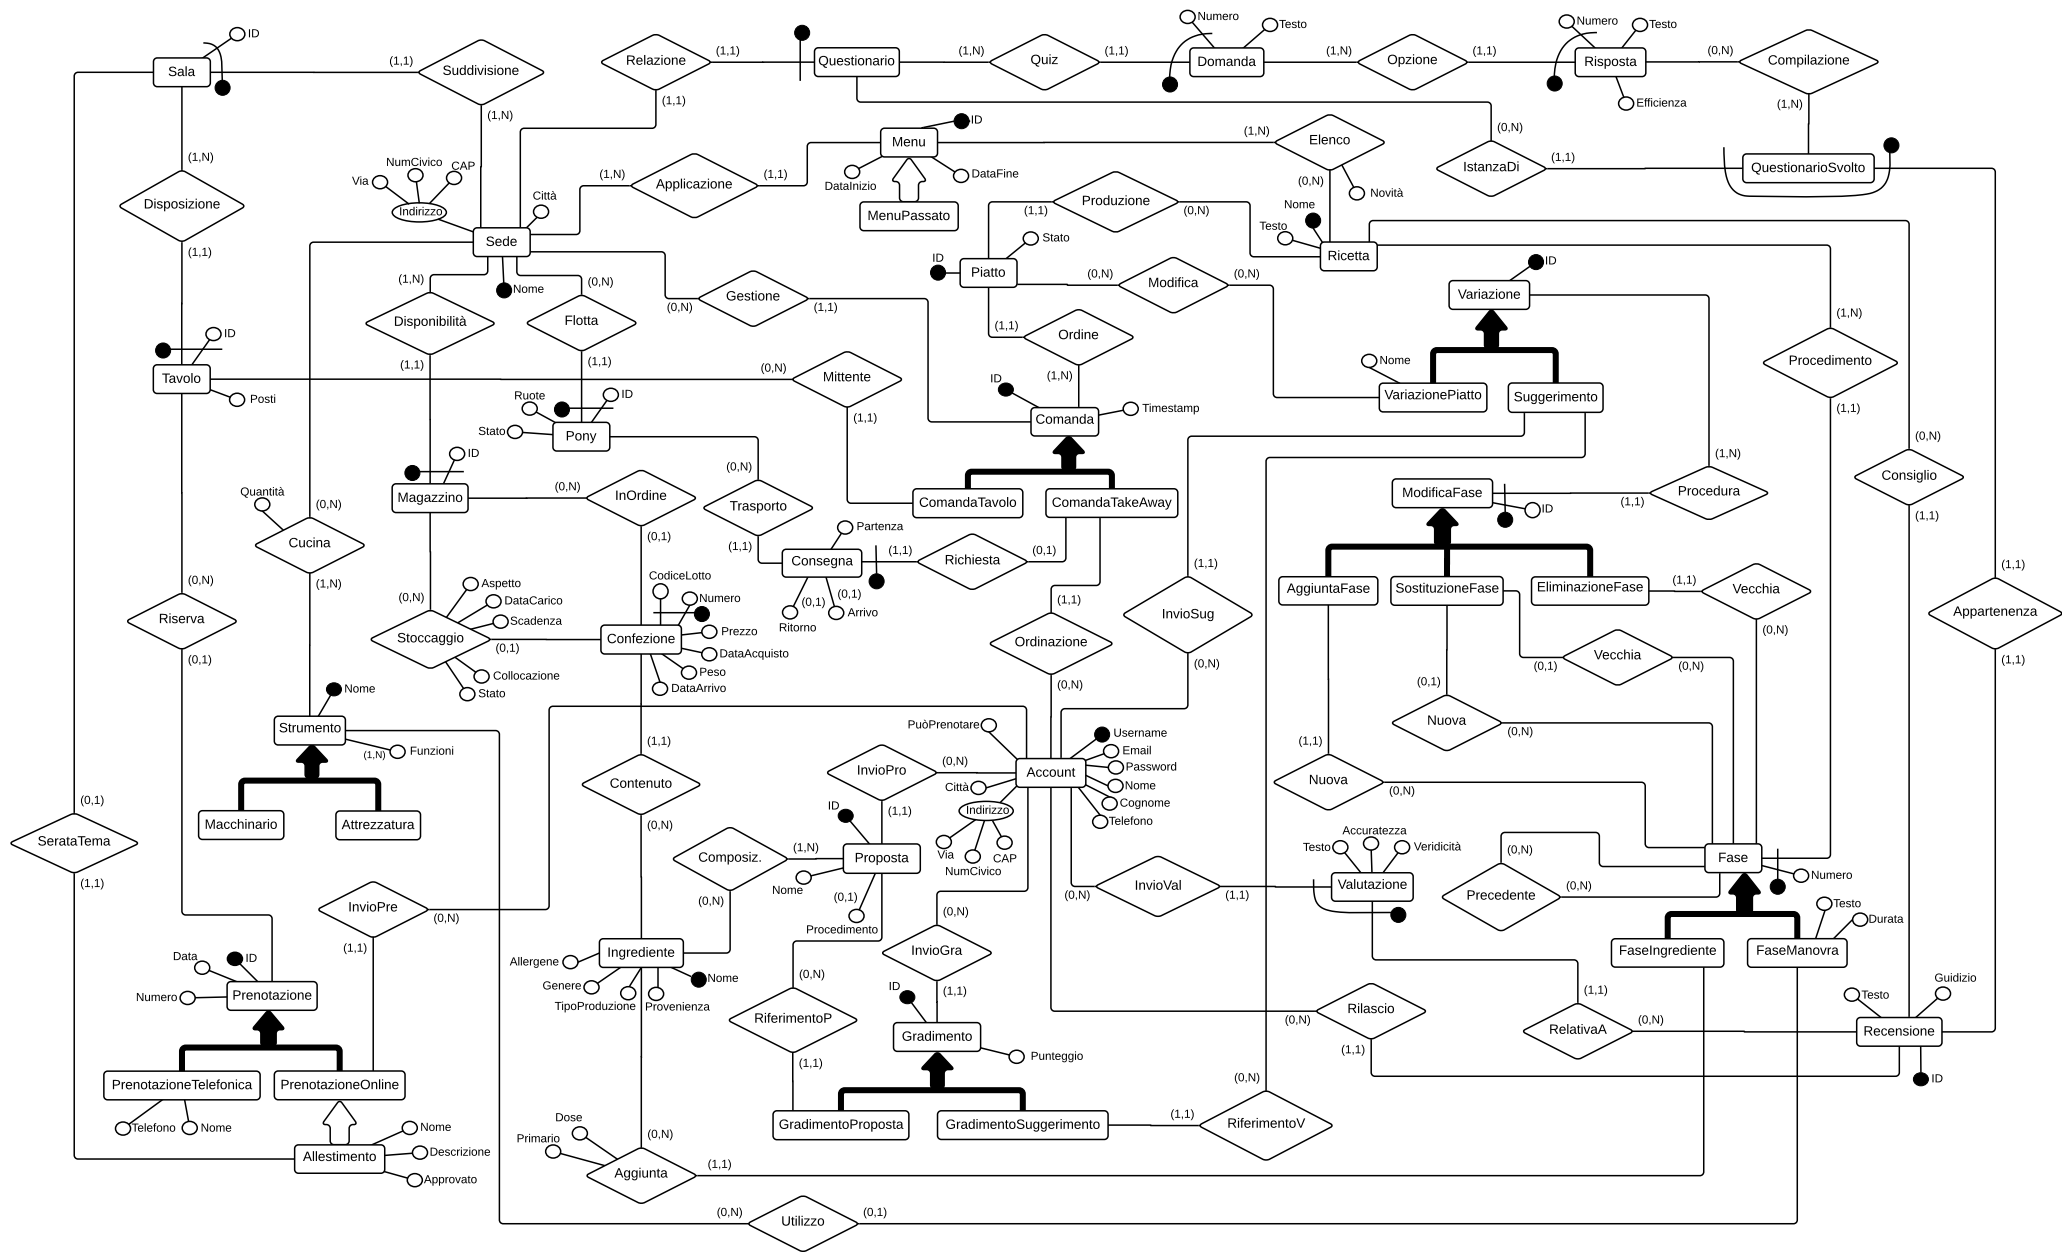 ID
Sala
(1,1)
Suddivisione
(1,N)
Relazione
(1,1)
(1,1)
Questionario
(1,N)
Quiz
(1,1)
Numero
Testo
Domanda
(1,N)
Opzione
(1,1)
Numero
Testo
Risposta
Efficienza
(0,N)
Compilazione
(1,N)
(1,N)
Disposizione
(1,1)
NumCivico
CAP
Via
Indirizzo
Città
Sede
Nome
(1,N)
Applicazione
(1,1)
ID
Menu
DataInizio
DataFine
MenuPassato
(1,N)
Elenco
(0,N)
Novità
(0,N)
IstanzaDi
(1,1)
QuestionarioSvolto
(1,1)
Produzione
(0,N)
Nome
Testo
Ricetta
Stato
ID
Piatto
(0,N)
Modifica
(0,N)
ID
Variazione
(1,N)
Disponibilità
(1,1)
(0,N)
Flotta
(1,1)
(0,N)
Gestione
(1,1)
(1,1)
Ordine
(1,N)
Nome
VariazionePiatto
Suggerimento
(1,N)
Procedimento
(1,1)
ID
Tavolo
Posti
(0,N)
Mittente
(1,1)
Ruote
ID
Stato
Pony
ID
Timestamp
Comanda
ComandaTavolo
ComandaTakeAway
(0,N)
Consiglio
(1,1)
ID
Magazzino
(0,N)
InOrdine
(0,1)
(0,N)
Trasporto
(1,1)
(1,N)
Procedura
(1,1)
ModificaFase
ID
Quantità
(0,N)
Cucina
(1,N)
Partenza
Consegna
(0,1)
(0,1)
Ritorno
Arrivo
(1,1)
Richiesta
(0,1)
AggiuntaFase
SostituzioneFase
EliminazioneFase
(1,1)
Vecchia
(0,N)
(0,N)
Riserva
(0,1)
(0,N)
Stoccaggio
(0,1)
Aspetto
DataCarico
Scadenza
Collocazione
Stato
CodiceLotto
Numero
Confezione
Prezzo
DataAcquisto
Peso
DataArrivo
(1,1)
Ordinazione
(0,N)
(1,1)
InvioSug
(0,N)
(0,1)
Vecchia
(0,N)
(1,1)
Appartenenza
(1,1)
Nome
Strumento
(1,N)
Funzioni
Macchinario
Attrezzatura
(1,1)
Contenuto
(0,N)
(0,1)
Nuova
(0,N)
(1,1)
Nuova
(0,N)
PuòPrenotare
Username
Email
Password
Nome
Cognome
Telefono
Account
Città
Indirizzo
Via
NumCivico
CAP
InvioPro
(0,N)
(1,1)
(0,1)
SerataTema
(1,1)
ID
Composiz.
(1,N)
(0,N)
Proposta
Nome
(0,1)
Procedimento
(0,N)
InvioVal
(1,1)
Testo
Accuratezza
Veridicità
Valutazione
(0,N)
Precedente
(0,N)
Fase
Numero
Testo
Durata
FaseIngrediente
FaseManovra
InvioPre
(0,N)
(1,1)
(0,N)
InvioGra
(1,1)
Ingrediente
Allergene
Genere
TipoProduzione
Provenienza
Nome
Data
ID
Numero
Prenotazione
PrenotazioneTelefonica
PrenotazioneOnline
Telefono
Nome
Allestimento
Nome
Descrizione
Approvato
(0,N)
RiferimentoP
(1,1)
ID
Gradimento
Punteggio
GradimentoProposta
GradimentoSuggerimento
(0,N)
Rilascio
(1,1)
(1,1)
RelativaA
(0,N)
Testo
Guidizio
Recensione
ID
(0,N)
RiferimentoV
(1,1)
Dose
Primario
(0,N)
Aggiunta
(1,1)
(0,N)
Utilizzo
(0,1)